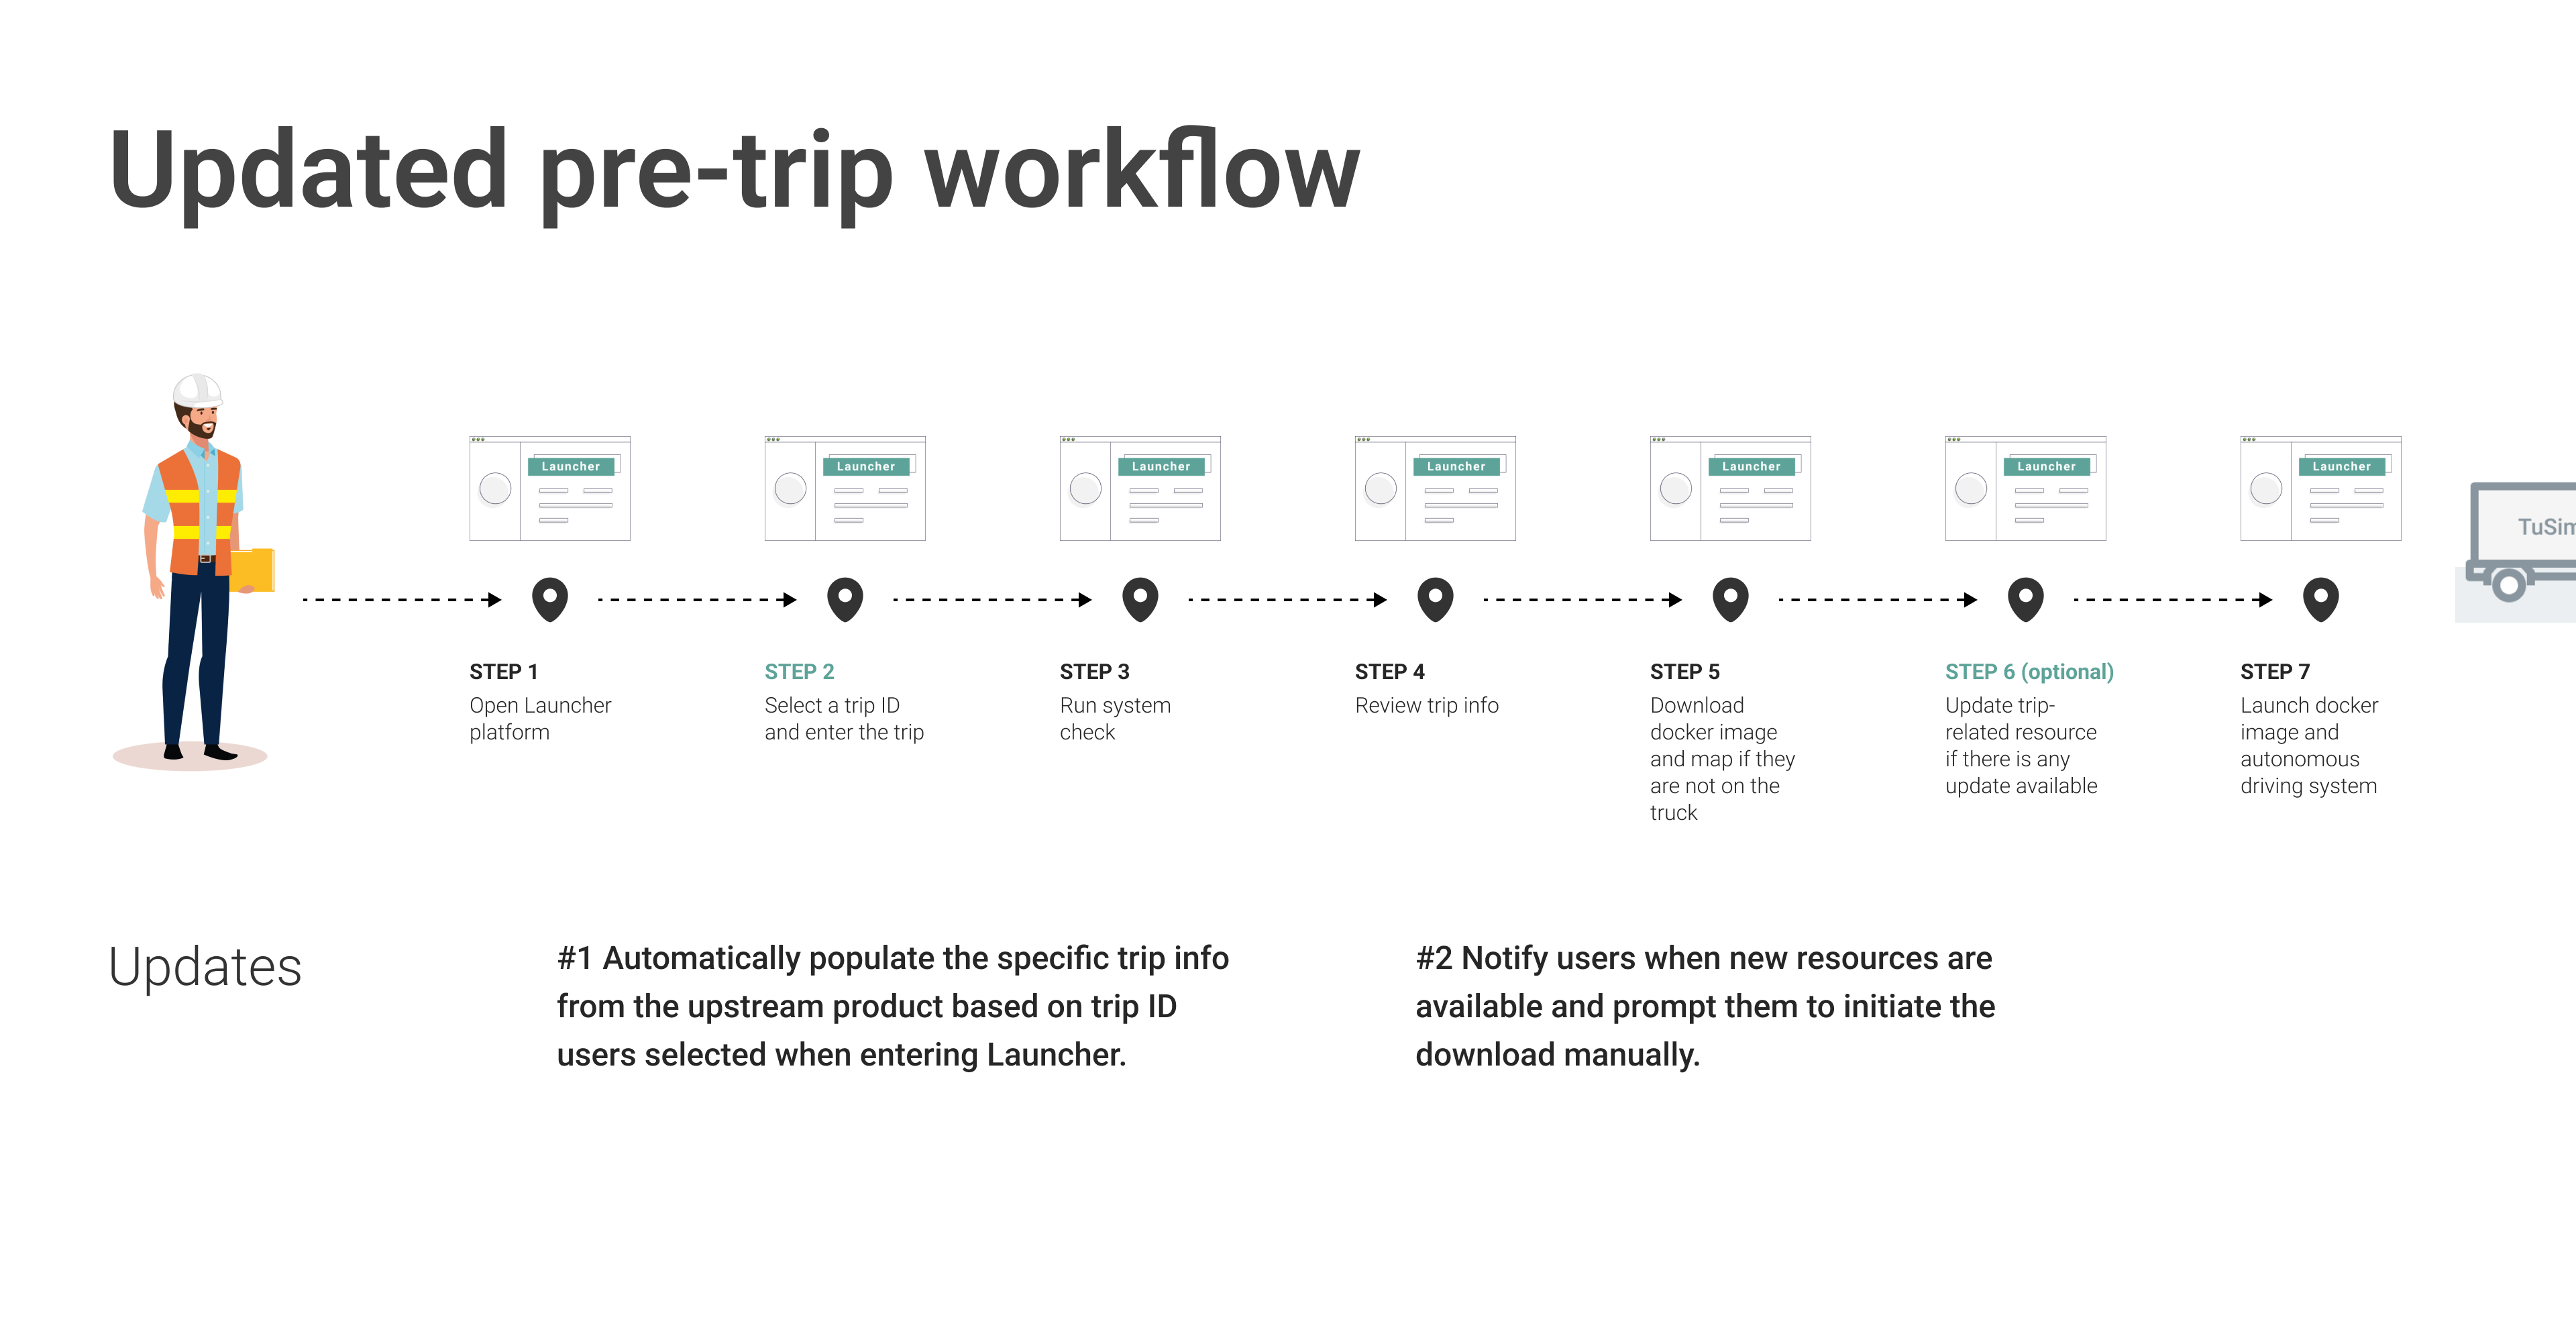 Updated pre-trip workflow
Launcher
Launcher
Launcher
Launcher
Launcher
Launcher
Launcher
TuSim
STEP 1
Open Launcher
platform
STEP 2
Select a trip ID
and enter the trip
STEP 3
Run system
check
STEP 4
Review trip info
STEP 5
Download
docker image
and map if they
are not on the
truck
STEP 6 (optional)
Update trip-
related resource
if there is any
update available
STEP 7
Launch docker
image and
autonomous
driving system
Updates
#1 Automatically populate the specific trip info
from the upstream product based on trip ID
users selected when entering Launcher.
#2 Notify users when new resources are
available and prompt them to initiate the
download manually.